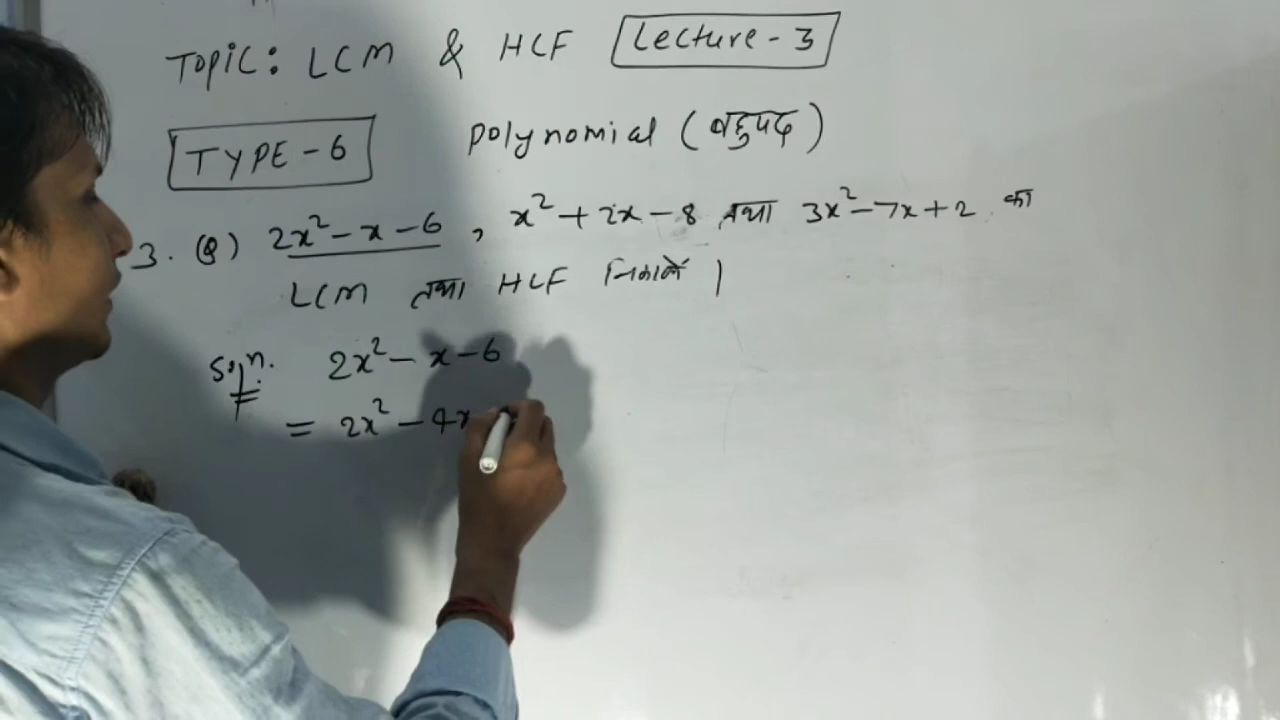 Topic: LCM & HCF Lecture-3
TYPE-6 Polynomial (बहुपद)
3. (Q) 2x²-x-6, x²+2x-8 तथा 3x²-7x+2 का
LCM तथा HCF निकालें।
Soln. 2x²-x-6
= 2x²-4x